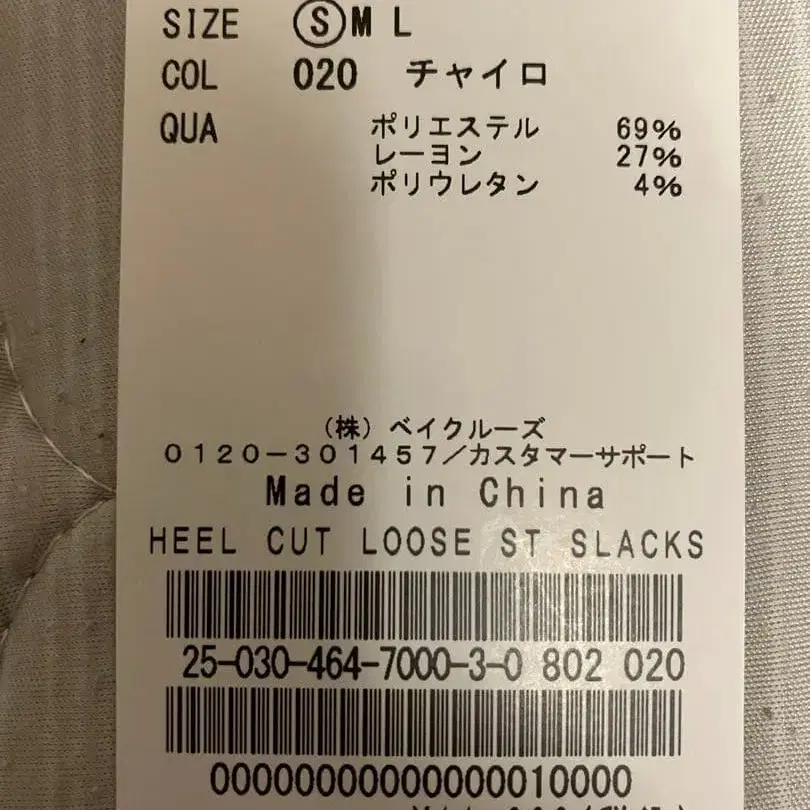 SIZE Ⓢ M L
COL 020 チャイロ
QUA ポリエステル 69%
レーヨン 27%
ポリウレタン 4%
（株）ベイクルーズ
0120-301457／カスタマーサポート
Made in China
HEEL CUT LOOSE ST SLACKS
25-030-464-7000-3-0 802 020
00000000000000010000